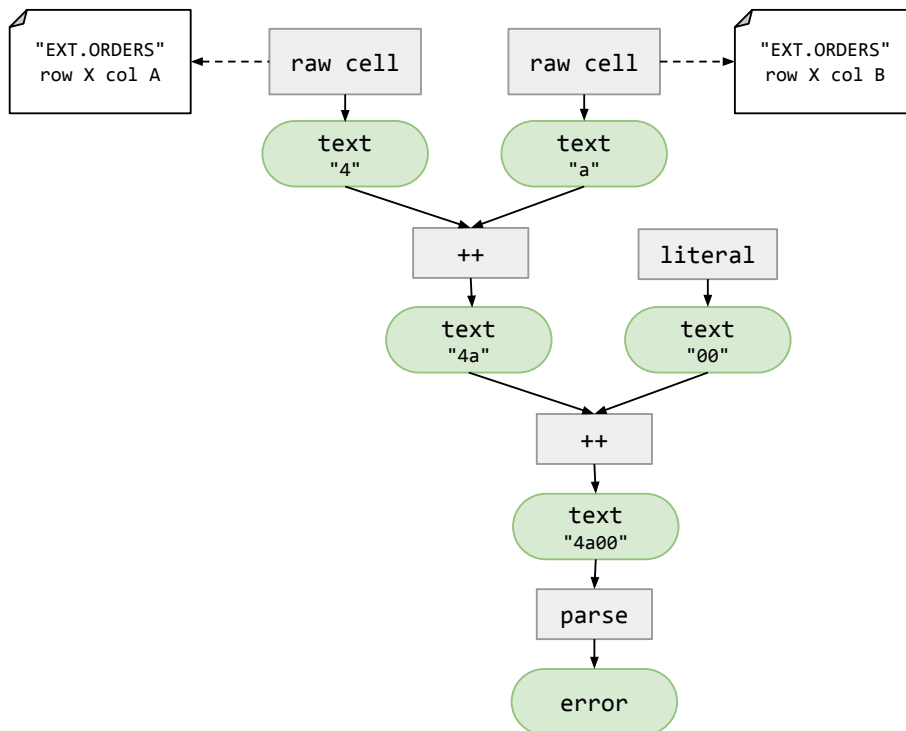 "EXT.ORDERS"
row X col A
raw cell
raw cell
"EXT.ORDERS"
row X col B
text
"4"
text
"a"
++
literal
text
"4a"
text
"00"
++
text
"4a00"
parse
error